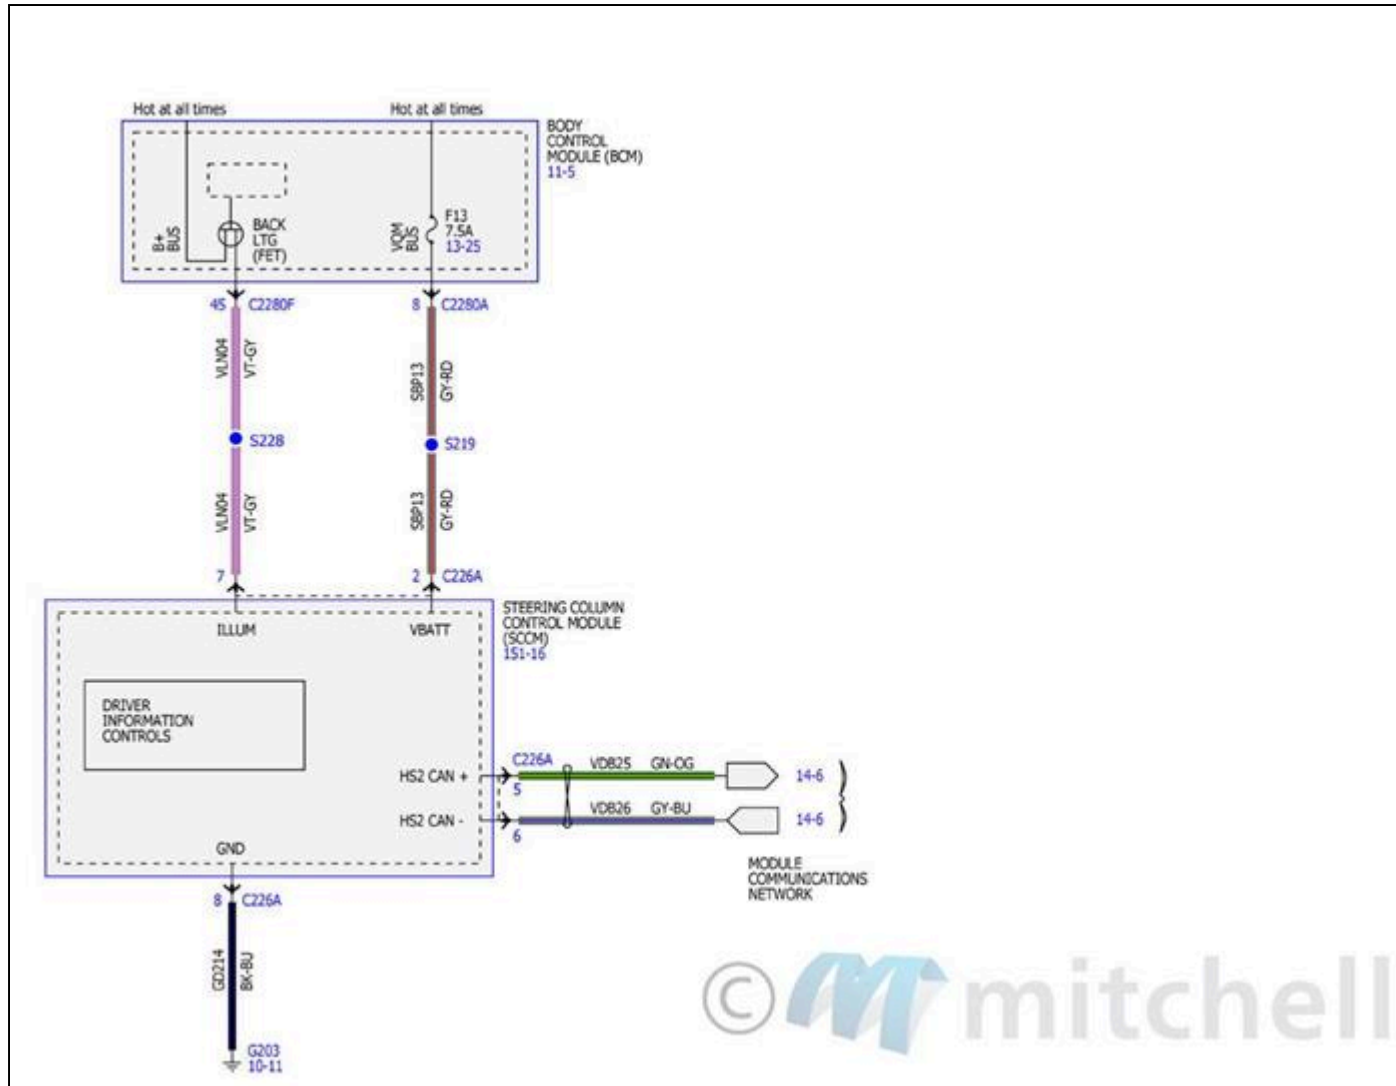 Hot at all times
Hot at all times
BODY
CONTROL
MODULE (BCM)
11-5
B+
BUS
BACK
LTG
(FET)
VQM
BUS
F13
7.5A
13-25
45 C2280F
8 C2280A
VLN04
VT-GY
SBP13
GY-RD
S228
S219
VLN04
VT-GY
SBP13
GY-RD
7
2 C226A
ILLUM
VBATT
STEERING COLUMN
CONTROL MODULE
(SCCM)
151-16
DRIVER
INFORMATION
CONTROLS
HS2 CAN +
C226A
5
VDB25 GN-OG
14-6
HS2 CAN -
6
VDB26 GY-BU
14-6
MODULE
COMMUNICATIONS
NETWORK
GND
8 C226A
GD214
BK-BU
G203
10-11
© mitchell